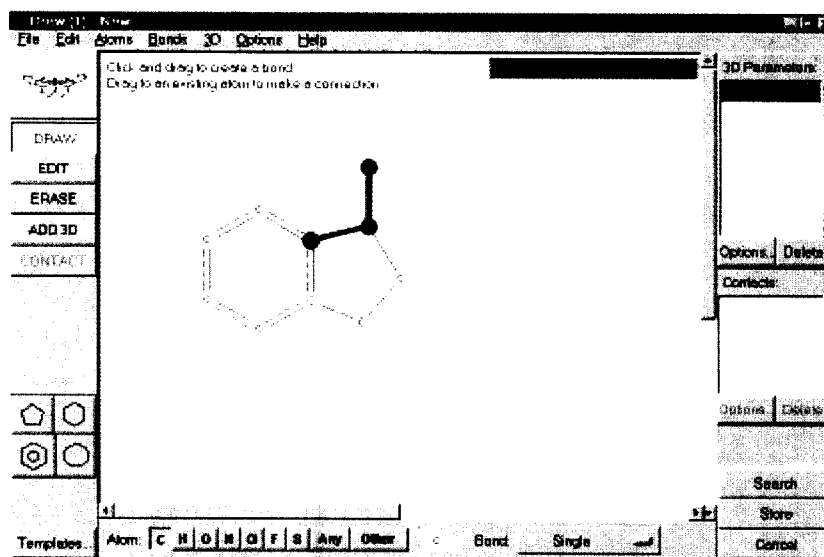 Draw (1) New
File Edit Atoms Bonds 3D Options Help
Click and drag to create a bond
Drag to an existing atom to make a connection
3D Parameters
DRAW
EDIT
ERASE
ADD 3D
CONTACT
Options... Delete
Contacts
Options... Delete
Search
Store
Cancel
Templates... Atom: C H O N Cl F S Any Other C Bond: Single